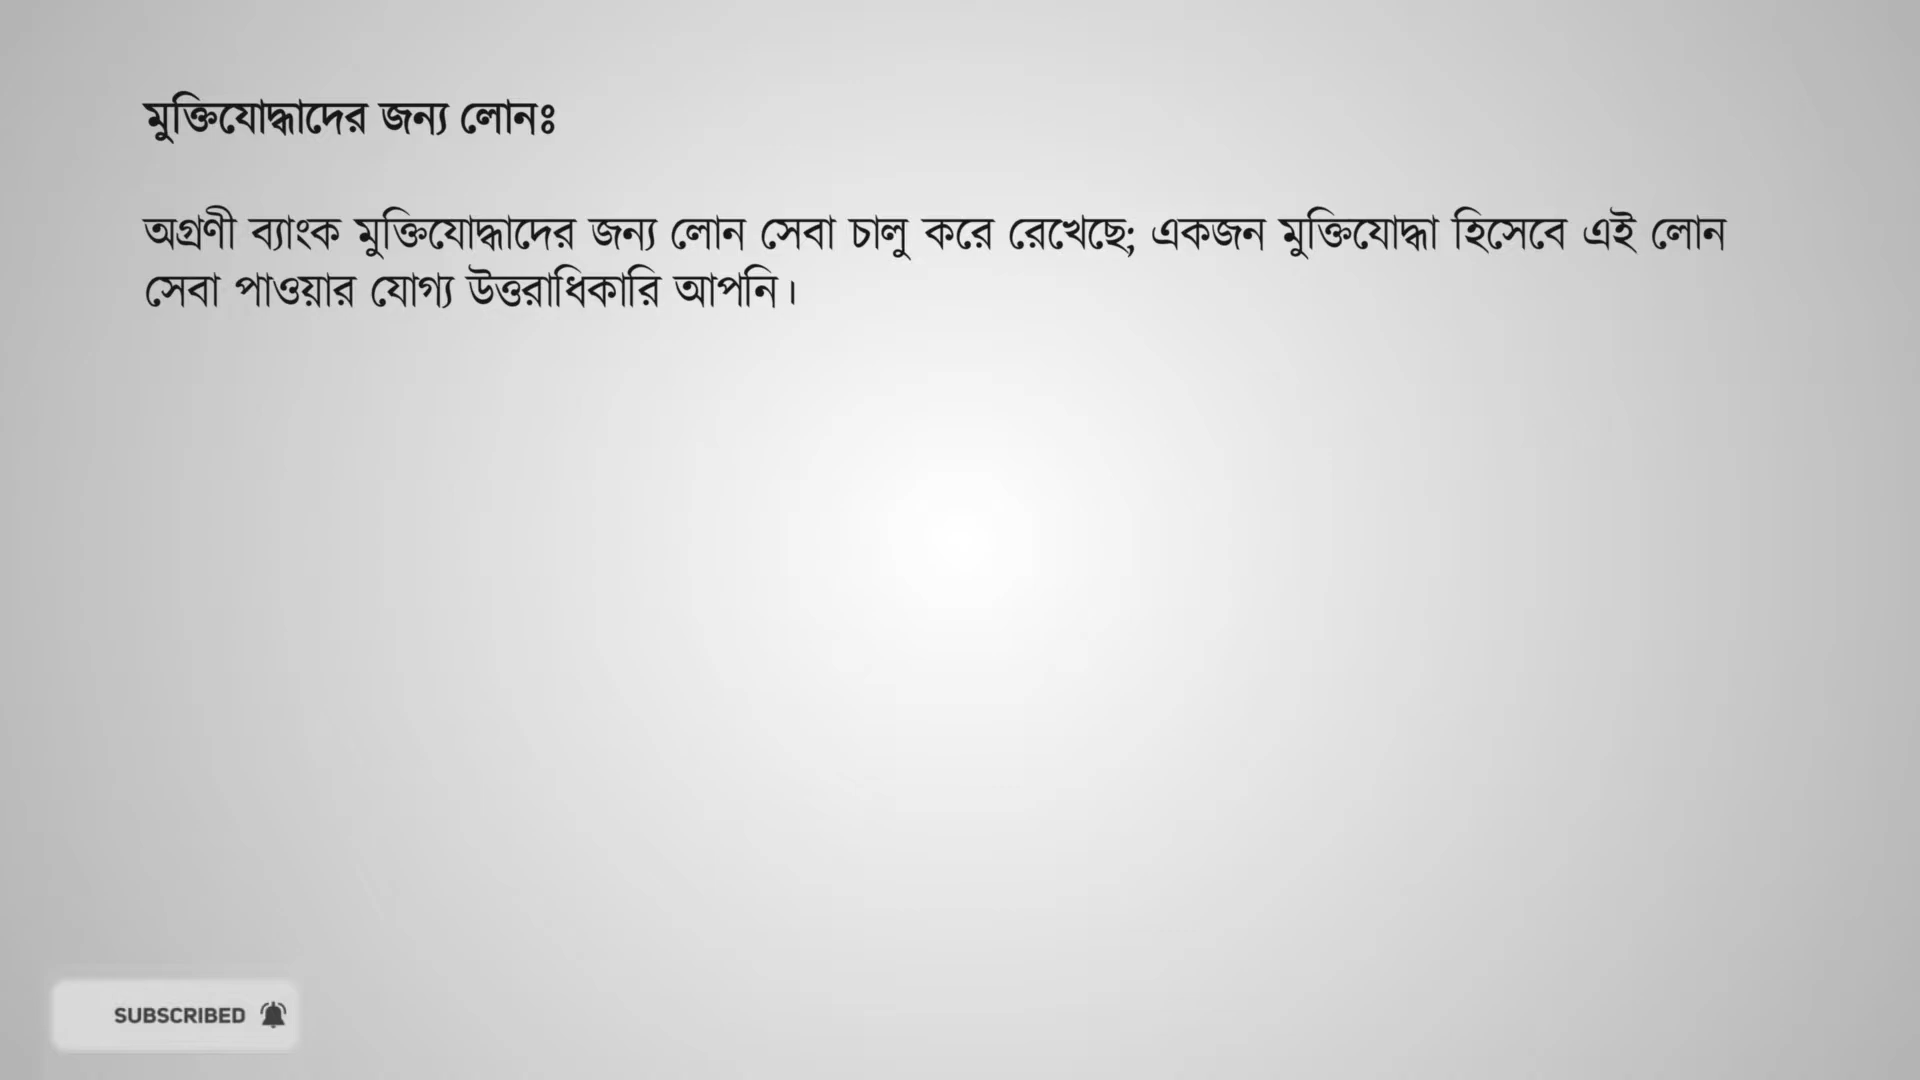 মুক্তিযোদ্ধাদের জন্য লোনঃ
অগ্রণী ব্যাংক মুক্তিযোদ্ধাদের জন্য লোন সেবা চালু করে রেখেছে; একজন মুক্তিযোদ্ধা হিসেবে এই লোন
সেবা পাওয়ার যোগ্য উত্তরাধিকারি আপনি।
SUBSCRIBED